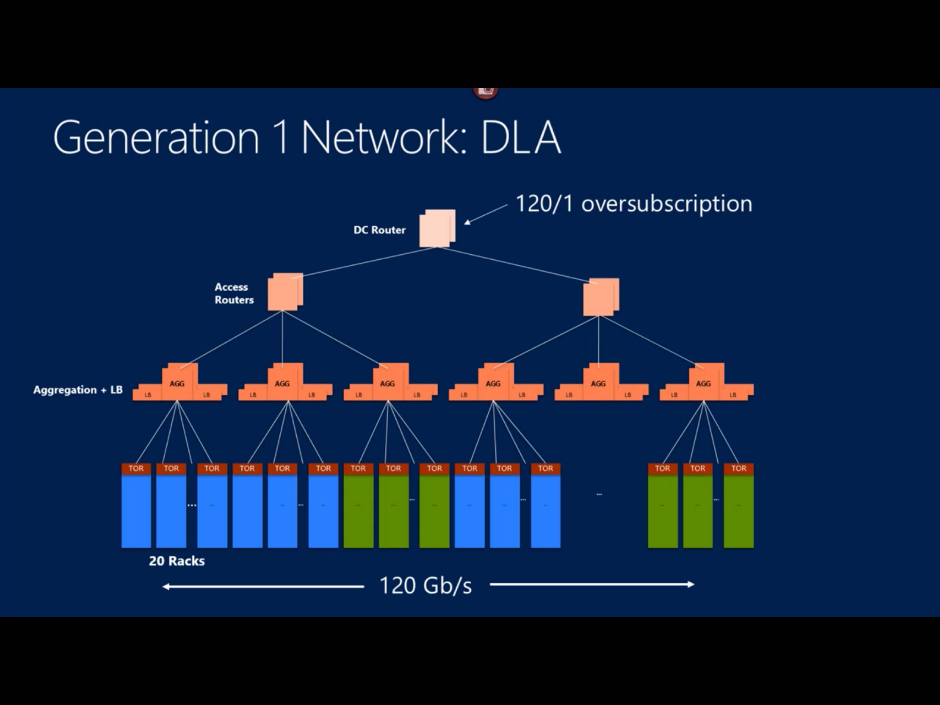 Generation 1 Network: DLA
120/1 oversubscription
DC Router
Access
Routers
Aggregation + LB
AGG AGG AGG AGG AGG AGG
LB LB LB LB LB LB LB LB LB LB LB LB
TOR TOR TOR TOR TOR TOR TOR TOR TOR TOR TOR TOR TOR TOR TOR
... ... ... ... ... ...
20 Racks
120 Gb/s